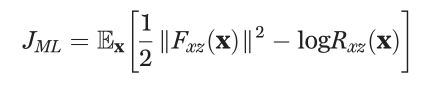 J_{ML} = \mathbb{E}_{\mathbf{x}} \left[ \frac{1}{2} \| F_{xz}(\mathbf{x}) \|^2 - \log R_{xz}(\mathbf{x}) \right]